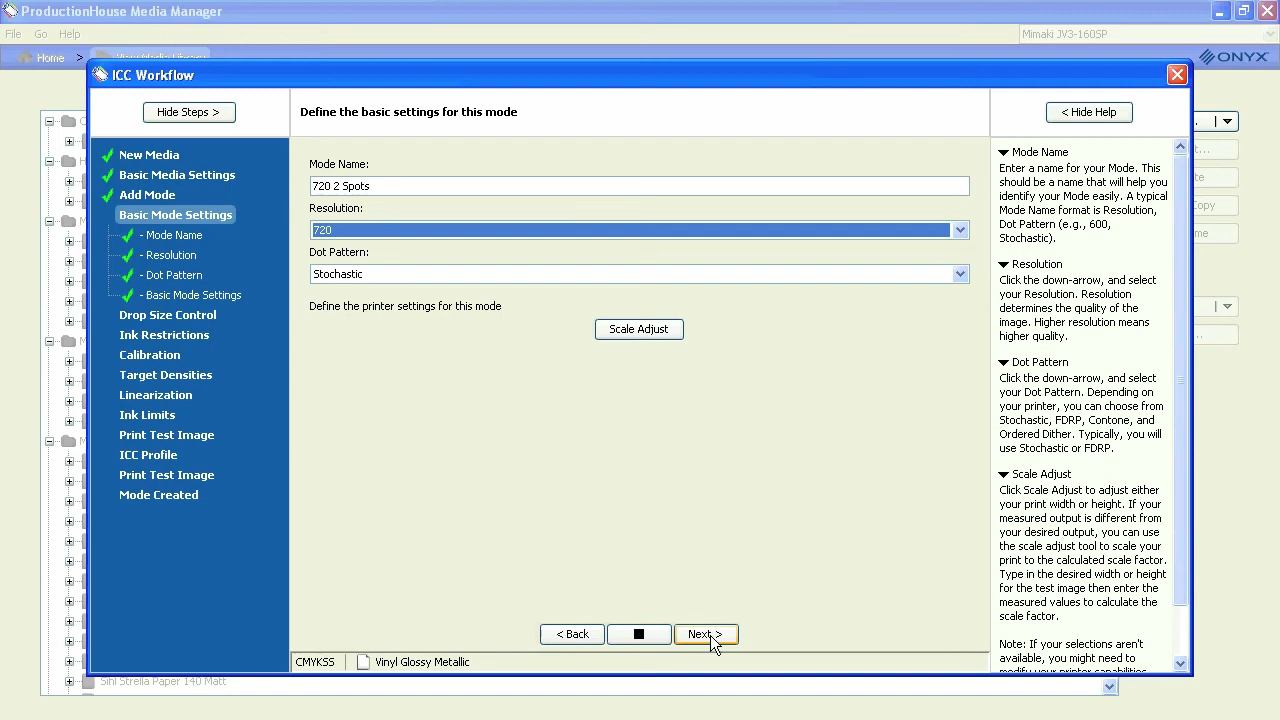 ProductionHouse Media Manager
File Go Help
Mimaki JV3-160SP
Home > View Media Library
ONYX
ICC Workflow
Hide Steps >
Define the basic settings for this mode
< Hide Help
New Media
Basic Media Settings
Add Mode
Basic Mode Settings
- Mode Name
- Resolution
- Dot Pattern
- Basic Mode Settings
Drop Size Control
Ink Restrictions
Calibration
Target Densities
Linearization
Ink Limits
Print Test Image
ICC Profile
Print Test Image
Mode Created
Mode Name:
720 2 Spots
Resolution:
720
Dot Pattern:
Stochastic
Define the printer settings for this mode
Scale Adjust
< Back
Next >
CMYKSS
Vinyl Glossy Metallic
Mode Name
Enter a name for your Mode. This
should be a name that will help you
identify your Mode easily. A typical
Mode Name format is Resolution,
Dot Pattern (e.g., 600,
Stochastic).
Resolution
Click the down-arrow, and select
your Resolution. Resolution
determines the quality of the
image. Higher resolution means
higher quality.
Dot Pattern
Click the down-arrow, and select
your Dot Pattern. Depending on
your printer, you can choose from
Stochastic, FDRP, Contone, and
Ordered Dither. Typically, you will
use Stochastic or FDRP.
Scale Adjust
Click Scale Adjust to adjust either
your print width or height. If your
measured output is different from
your desired output, you can use
the scale adjust tool to scale your
print to the calculated scale factor.
Type in the desired width or height
for the test image then enter the
measured values to calculate the
scale factor.
Note: If your selections aren't
available, you might need to
Copy
Sihl Strella Paper 140 Matt